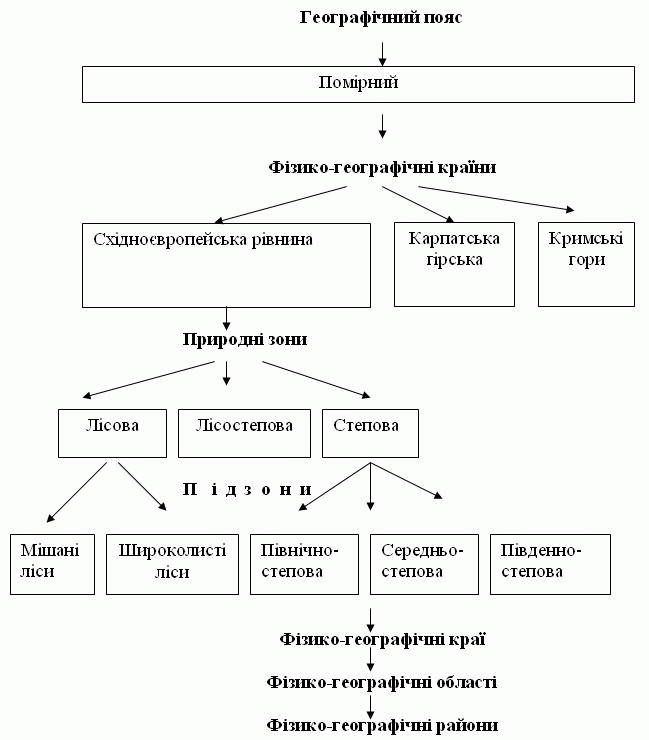 Географічний пояс
Помірний
Фізико-географічні країни
Східноєвропейська рівнина
Карпатська
гірська
Кримські
гори
Природні зони
Лісова
Лісостепова
Степова
П і д з о н и
Мішані
ліси
Широколисті
ліси
Північно-
степова
Середньо-
степова
Південно-
степова
Фізико-географічні краї
Фізико-географічні області
Фізико-географічні райони